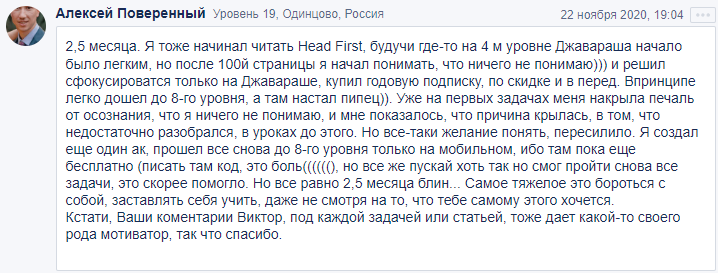 Алексей Поверенный Уровень 19, Одинцово, Россия 22 ноября 2020, 19:04
2,5 месяца. Я тоже начинал читать Head First, будучи где-то на 4 м уровне Джавараша начало
было легким, но после 100й страницы я начал понимать, что ничего не понимаю))) и решил
сфокусироватся только на Джавараше, купил годовую подписку, по скидке и в перед. Впринципе
легко дошел до 8-го уровня, а там настал пипец)). Уже на первых задачах меня накрыла печаль
от осознания, что я ничего не понимаю, и мне показалось, что причина крылась, в том, что
недостаточно разобрался, в уроках до этого. Но все-таки желание понять, пересилило. Я создал
еще один ак, прошел все снова до 8-го уровня только на мобильном, ибо там пока еще
бесплатно (писать там код, это боль((((((), но все же пускай хоть так но смог пройти снова все
задачи, это скорее помогло. Но все равно 2,5 месяца блин... Самое тяжелое это бороться с
собой, заставлять себя учить, даже не смотря на то, что тебе самому этого хочется.
Кстати, Ваши коментарии Виктор, под каждой задачей или статьей, тоже дает какой-то своего
рода мотиватор, так что спасибо.